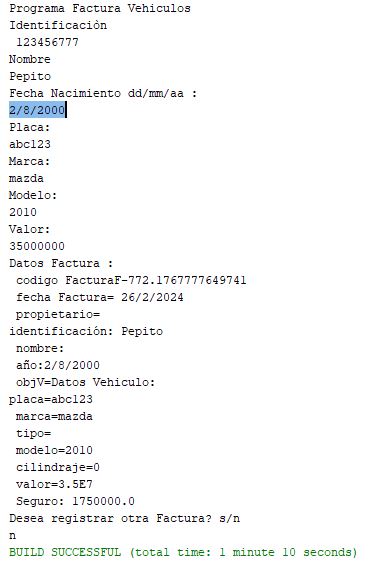 Programa Factura Vehiculos
Identificación
123456777
Nombre
Pepito
Fecha Nacimiento dd/mm/aa :
2/8/2000
Placa:
abc123
Marca:
mazda
Modelo:
2010
Valor:
35000000
Datos Factura :
codigo FacturaF-772.1767777649741
fecha Factura= 26/2/2024
propietario=
identificación: Pepito
nombre:
año:2/8/2000
objV=Datos Vehiculo:
placa=abc123
marca=mazda
tipo=
modelo=2010
cilindraje=0
valor=3.5E7
Seguro: 1750000.0
Desea registrar otra Factura? s/n
n
BUILD SUCCESSFUL (total time: 1 minute 10 seconds)